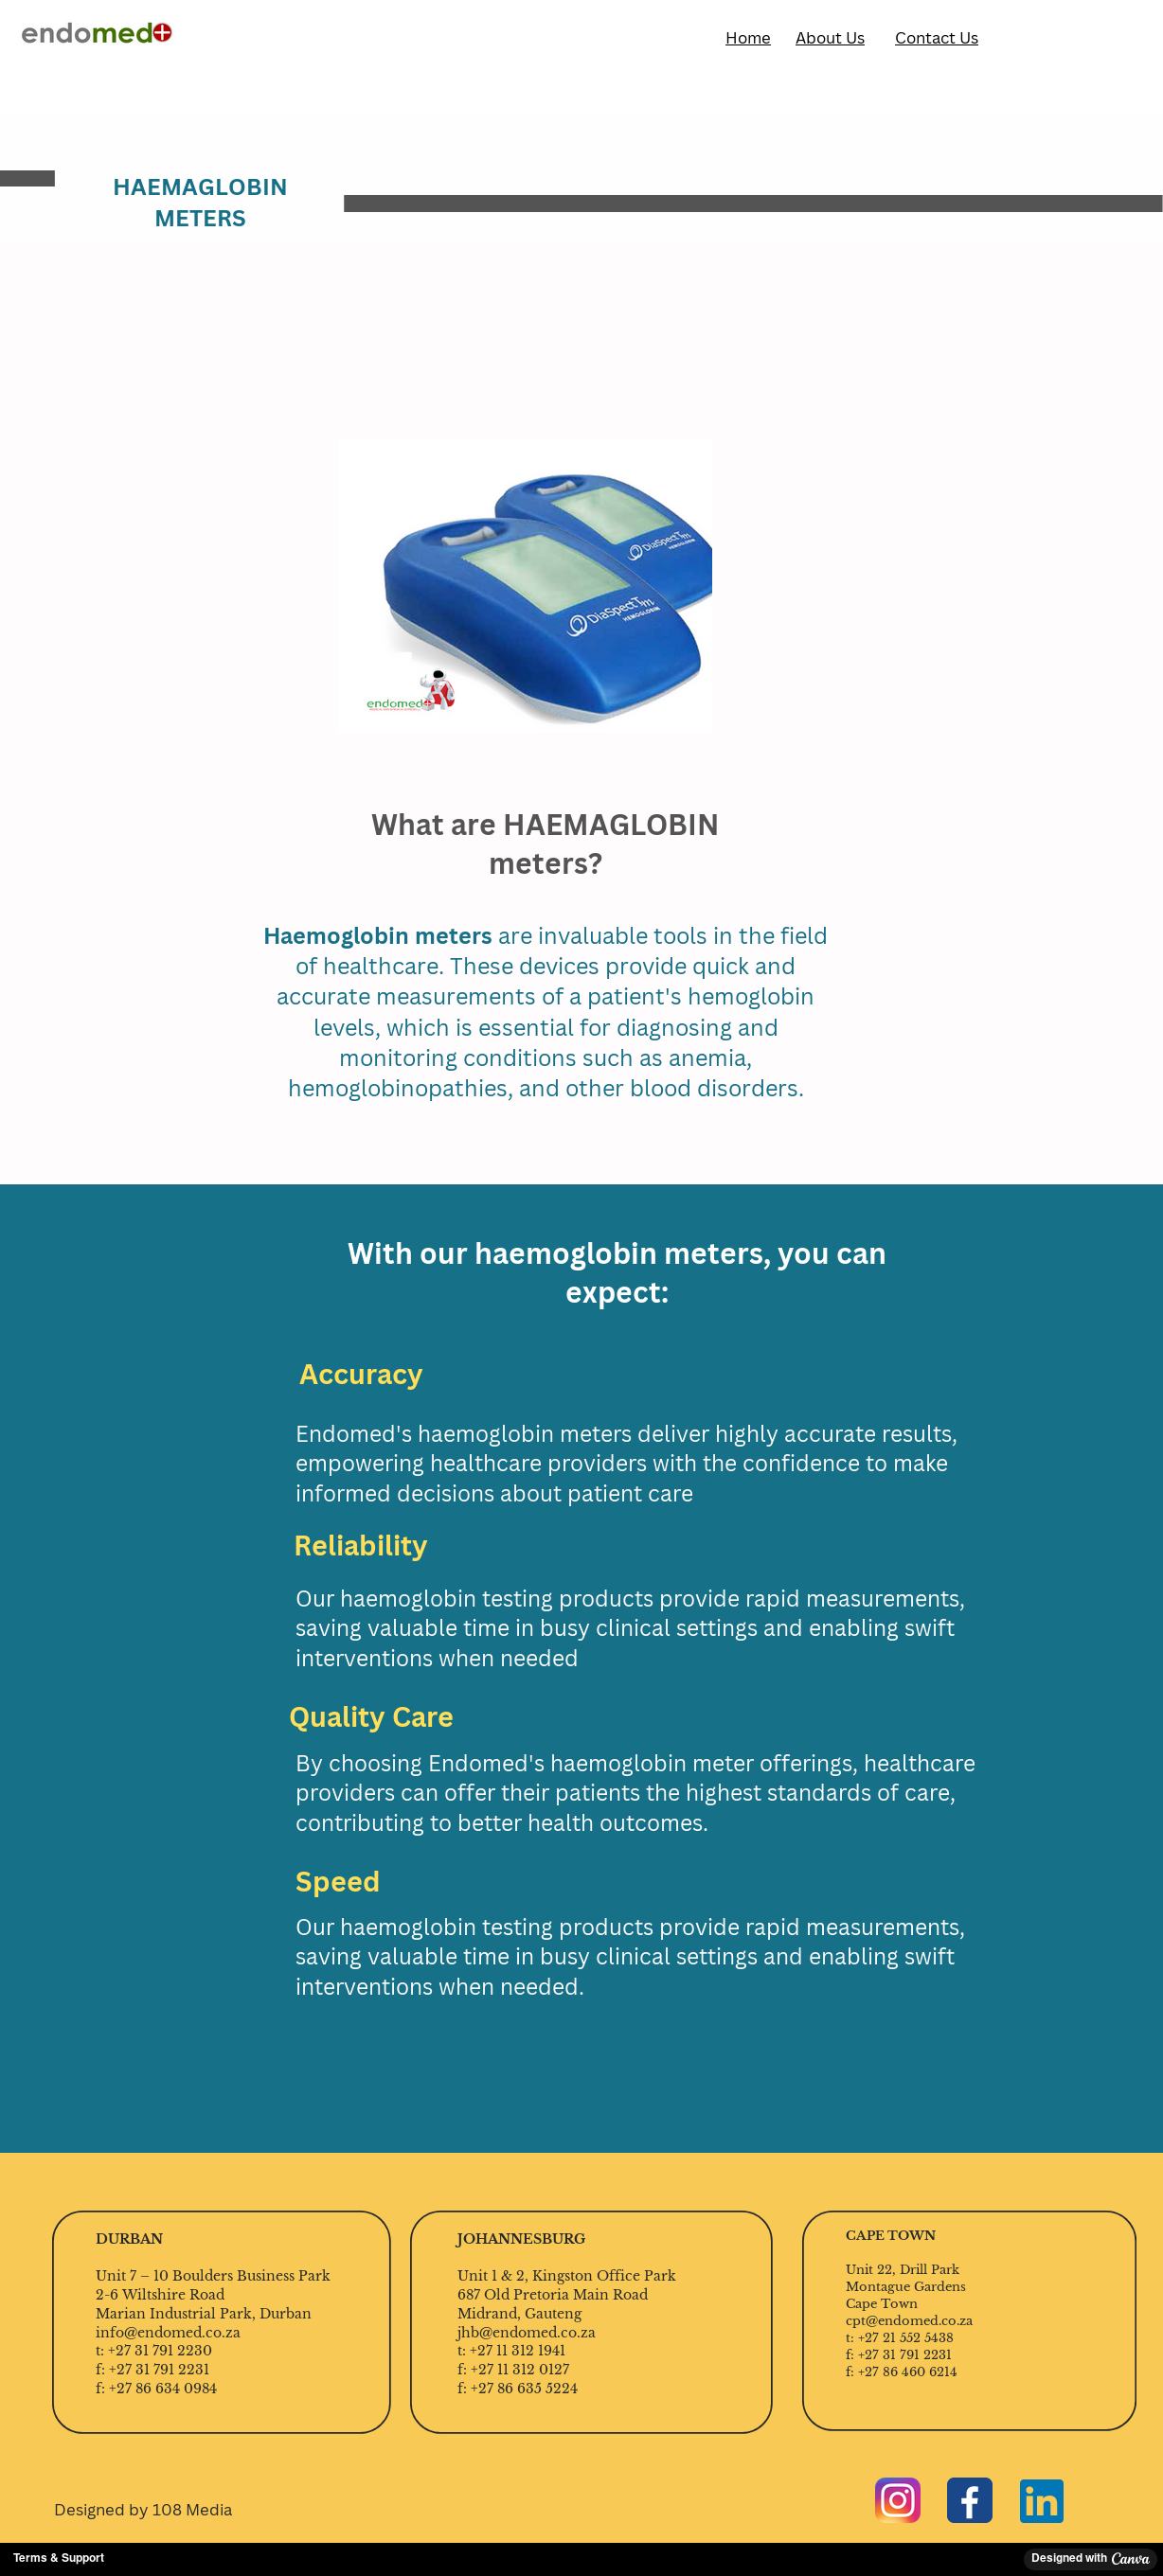 endomed
Home About Us Contact Us
HAEMAGLOBIN
METERS
DiaSpect Tm
HEMOGLOBIN
DiaSpect Tm
HEMOGLOBIN
endomed
What are HAEMAGLOBIN
meters?
Haemoglobin meters are invaluable tools in the field
of healthcare. These devices provide quick and
accurate measurements of a patient's hemoglobin
levels, which is essential for diagnosing and
monitoring conditions such as anemia,
hemoglobinopathies, and other blood disorders.
With our haemoglobin meters, you can
expect:
Accuracy
Endomed's haemoglobin meters deliver highly accurate results,
empowering healthcare providers with the confidence to make
informed decisions about patient care
Reliability
Our haemoglobin testing products provide rapid measurements,
saving valuable time in busy clinical settings and enabling swift
interventions when needed
Quality Care
By choosing Endomed's haemoglobin meter offerings, healthcare
providers can offer their patients the highest standards of care,
contributing to better health outcomes.
Speed
Our haemoglobin testing products provide rapid measurements,
saving valuable time in busy clinical settings and enabling swift
interventions when needed.
DURBAN
Unit 7 – 10 Boulders Business Park
2-6 Wiltshire Road
Marian Industrial Park, Durban
info@endomed.co.za
t: +27 31 791 2230
f: +27 31 791 2231
f: +27 86 634 0984
JOHANNESBURG
Unit 1 & 2, Kingston Office Park
687 Old Pretoria Main Road
Midrand, Gauteng
jhb@endomed.co.za
t: +27 11 312 1941
f: +27 11 312 0127
f: +27 86 635 5224
CAPE TOWN
Unit 22, Drill Park
Montague Gardens
Cape Town
cpt@endomed.co.za
t: +27 21 552 5438
f: +27 31 791 2231
f: +27 86 460 6214
Designed by 108 Media
Terms & Support
Designed with Canva